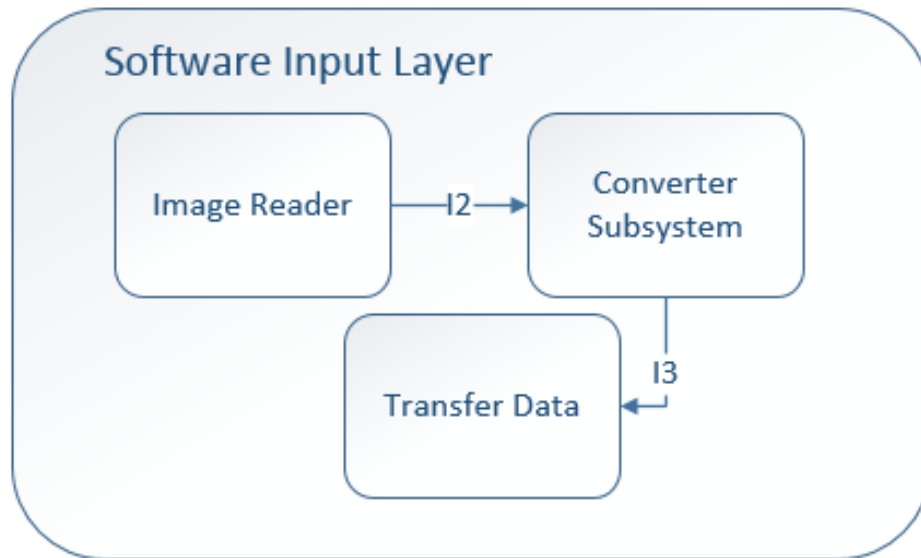 Software Input Layer
Image Reader
I2
Converter
Subsystem
I3
Transfer Data